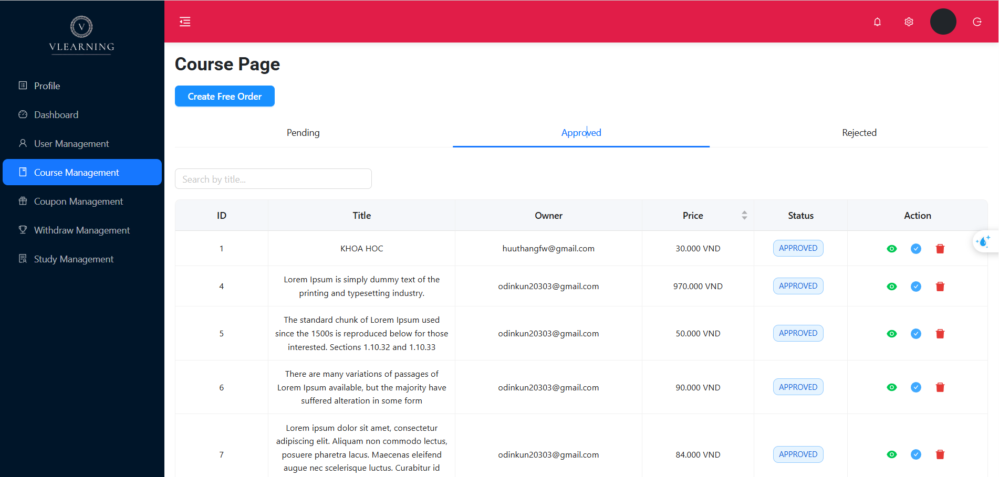 V
VLEARNING
Profile
Dashboard
User Management
Course Management
Coupon Management
Withdraw Management
Study Management
Course Page
Create Free Order
Pending
Approved
Rejected
Search by title...
ID Title Owner Price Status Action
1 KHOA HOC huuthangfw@gmail.com 30.000 VND APPROVED
4 Lorem Ipsum is simply dummy text of the
printing and typesetting industry. odinkun20303@gmail.com 970.000 VND APPROVED
5 The standard chunk of Lorem Ipsum used
since the 1500s is reproduced below for those
interested. Sections 1.10.32 and 1.10.33 odinkun20303@gmail.com 50.000 VND APPROVED
6 There are many variations of passages of
Lorem Ipsum available, but the majority have
suffered alteration in some form odinkun20303@gmail.com 90.000 VND APPROVED
7 Lorem ipsum dolor sit amet, consectetur
adipiscing elit. Aliquam non commodo lectus,
posuere pharetra lacus. Maecenas eleifend
augue nec scelerisque luctus. Curabitur id odinkun20303@gmail.com 84.000 VND APPROVED